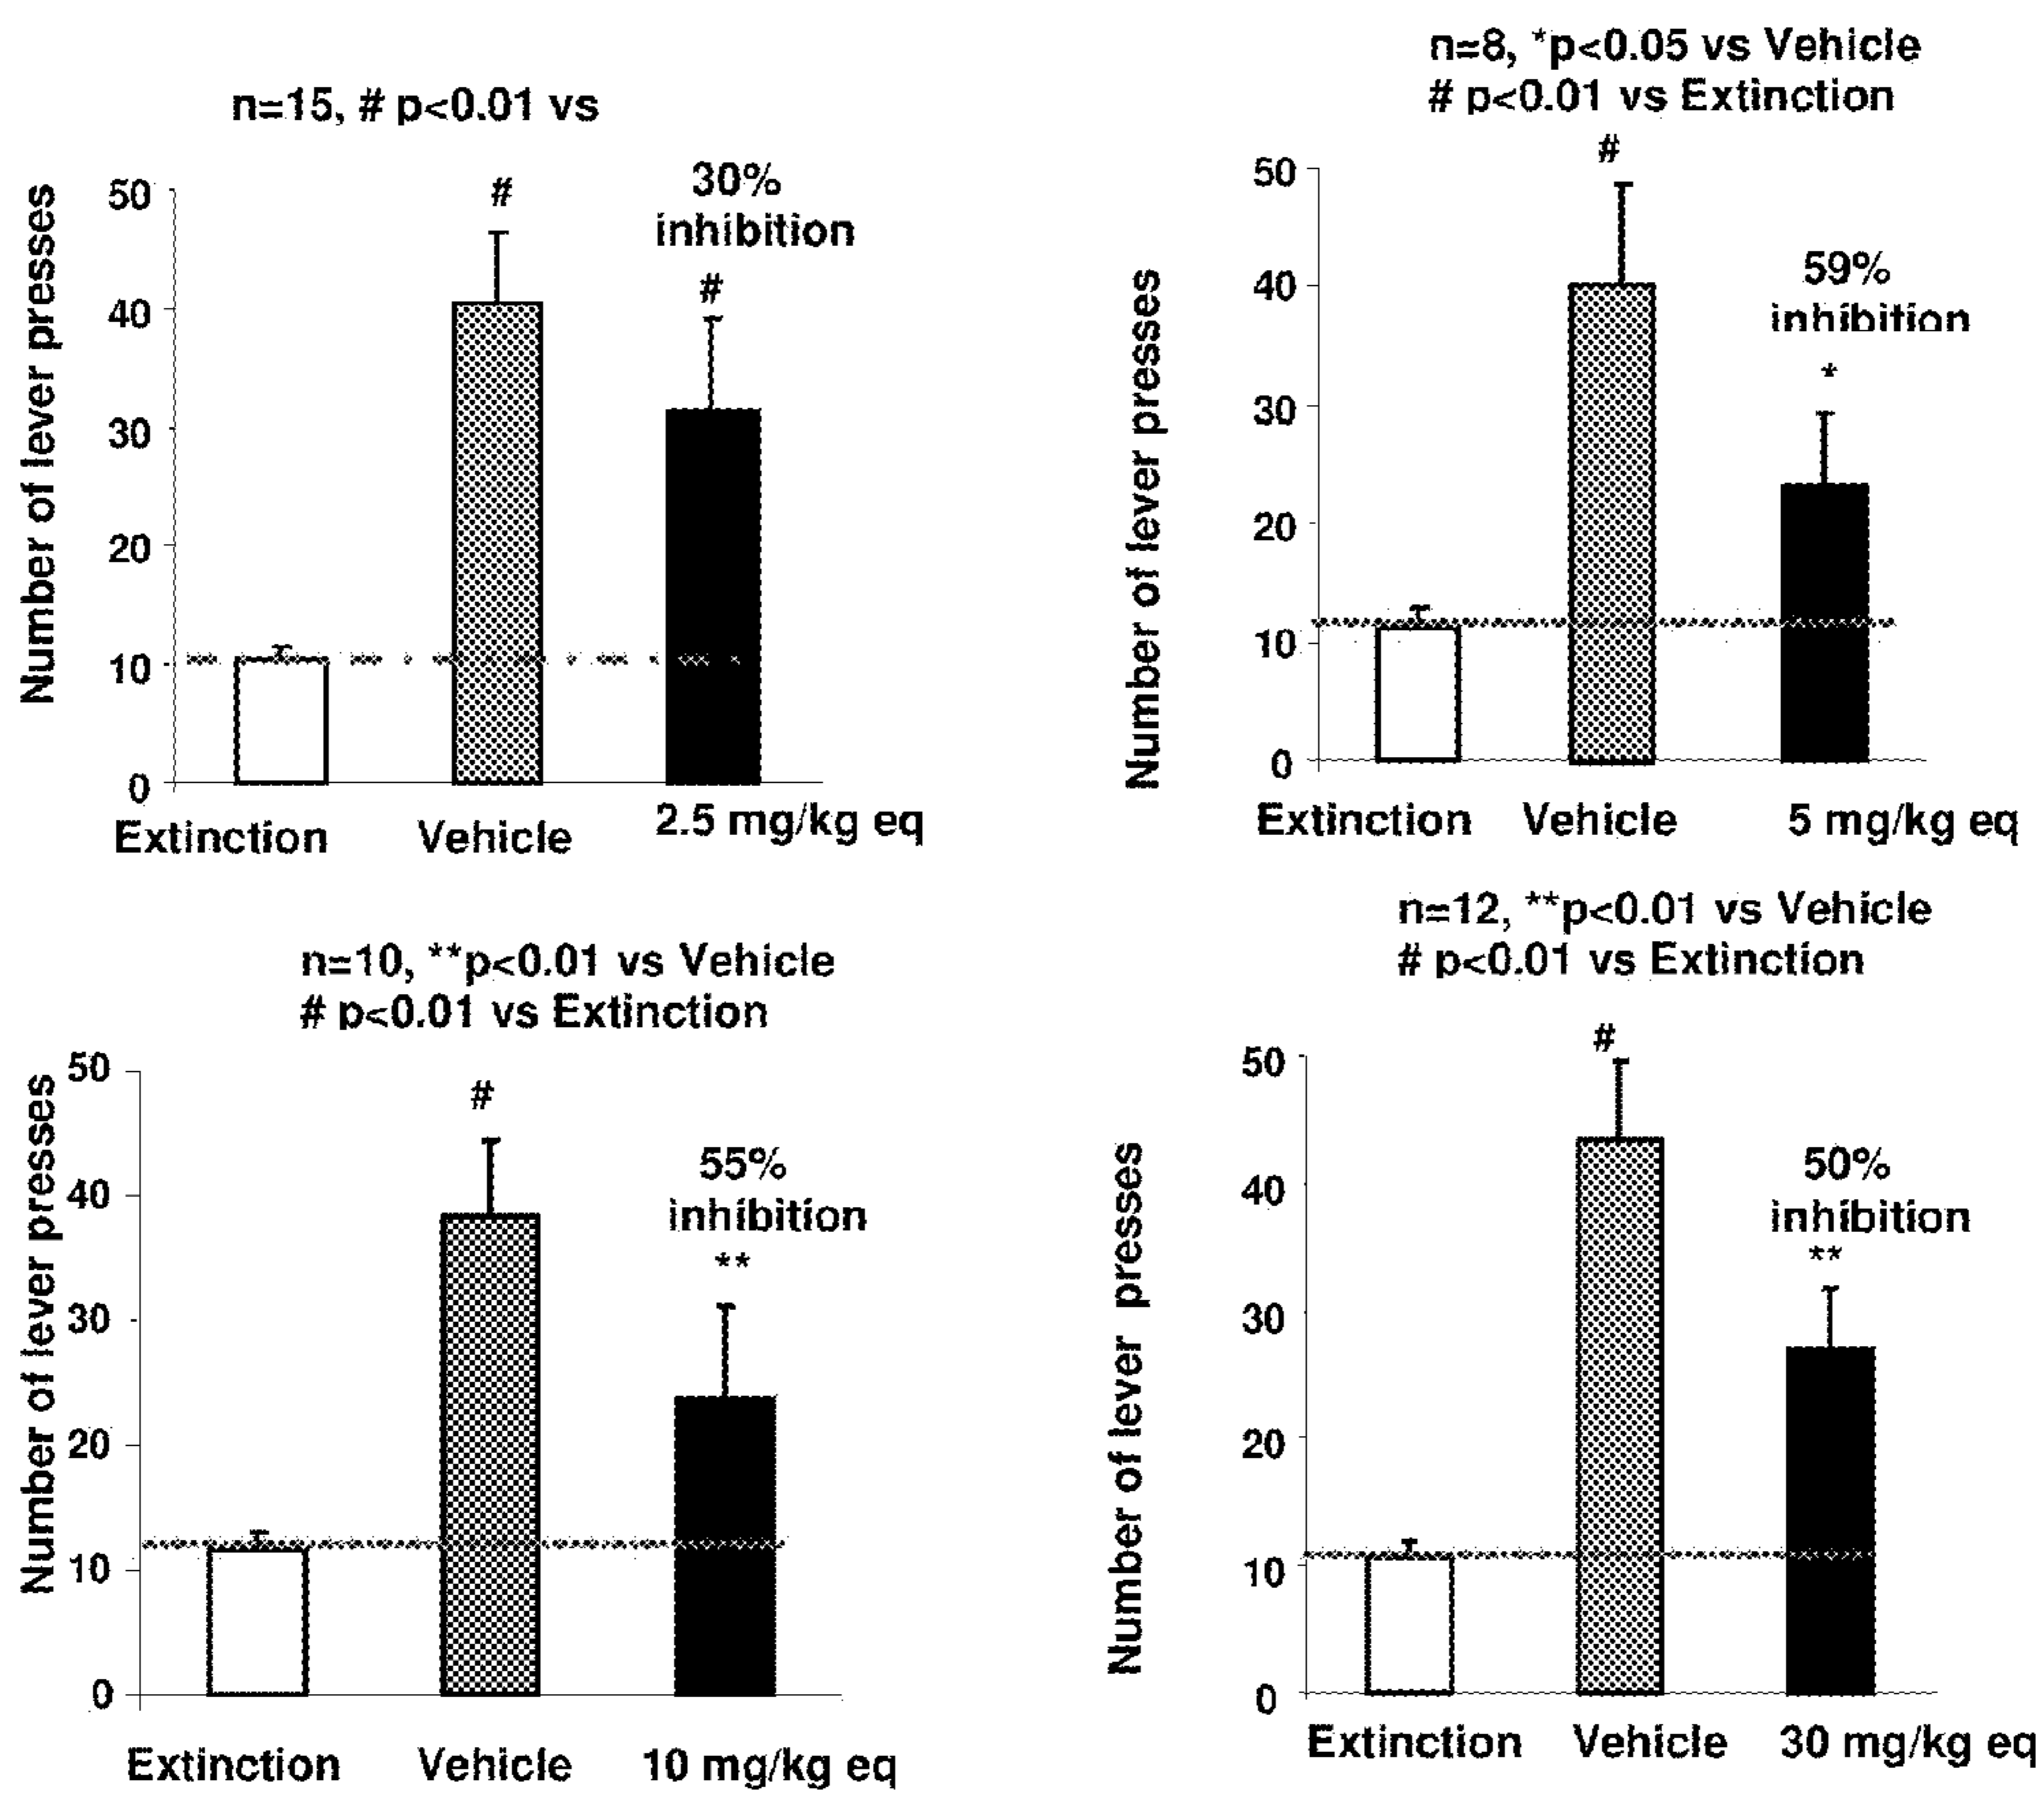 n=15, # p<0.01 vs
#
30%
inhibition
#
Number of lever presses
50
40
30
20
10
0
Extinction
Vehicle
2.5 mg/kg eq
n=8, *p<0.05 vs Vehicle
# p<0.01 vs Extinction
#
59%
inhibition
*
Number of lever presses
50
40
30
20
10
0
Extinction
Vehicle
5 mg/kg eq
n=10, **p<0.01 vs Vehicle
# p<0.01 vs Extinction
#
55%
inhibition
**
Number of lever presses
50
40
30
20
10
0
Extinction
Vehicle
10 mg/kg eq
n=12, **p<0.01 vs Vehicle
# p<0.01 vs Extinction
#
50%
inhibition
**
Number of lever presses
50
40
30
20
10
0
Extinction
Vehicle
30 mg/kg eq